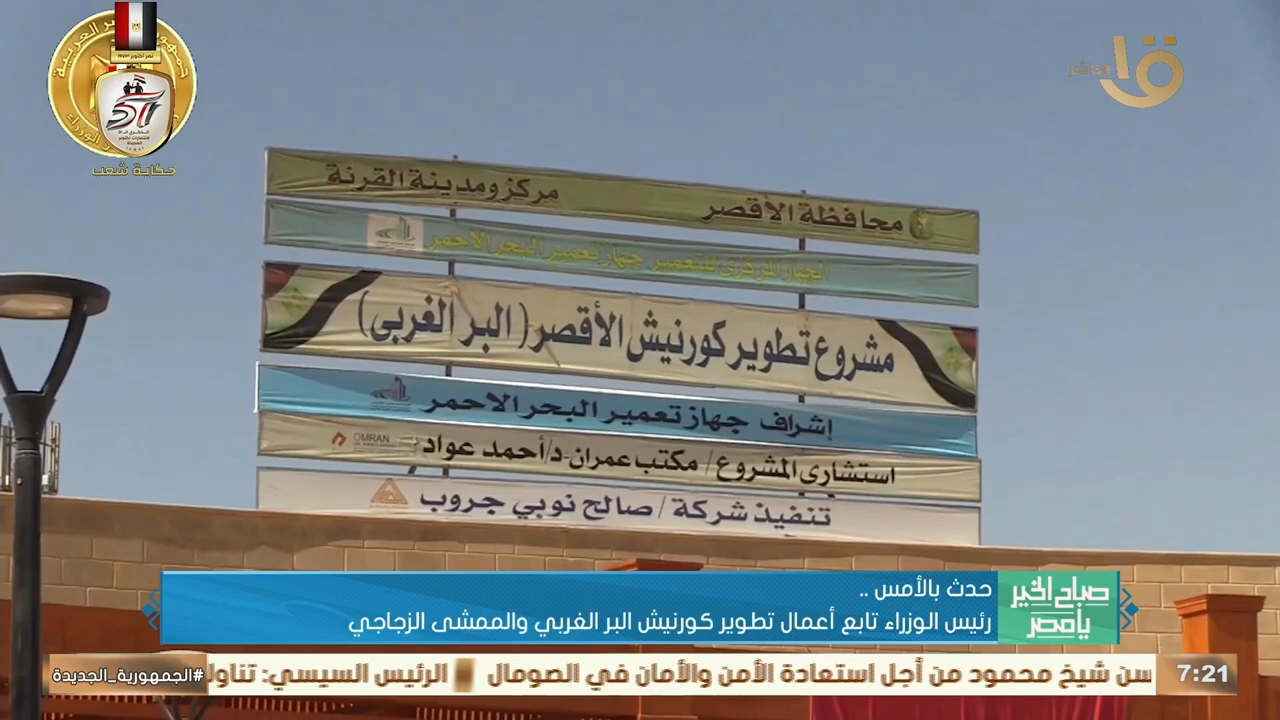 حكاية شعب
محافظة الأقصر
مركز ومدينة القرنة
الجهاز المركزى للتعمير جهاز تعمير البحر الاحمر
مشروع تطوير كورنيش الأقصر (البر الغربى)
إشراف جهاز تعمير البحر الاحمر
استشارى المشروع / مكتب عمران-د/أحمد عواد
OMRAN
تنفيذ شركة / صالح نوبي جروب
صباح الخير يا مصر
حدث بالأمس ..
رئيس الوزراء تابع أعمال تطوير كورنيش البر الغربي والممشى الزجاجي
7:21
سن شيخ محمود من أجل استعادة الأمن والأمان في الصومال
الرئيس السيسي: تناول
#الجمهورية_الجديدة